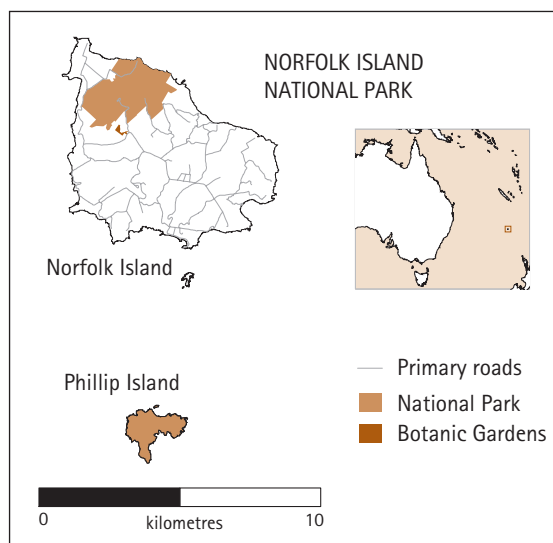 NORFOLK ISLAND
NATIONAL PARK
Norfolk Island
Phillip Island
Primary roads
National Park
Botanic Gardens
0 kilometres 10